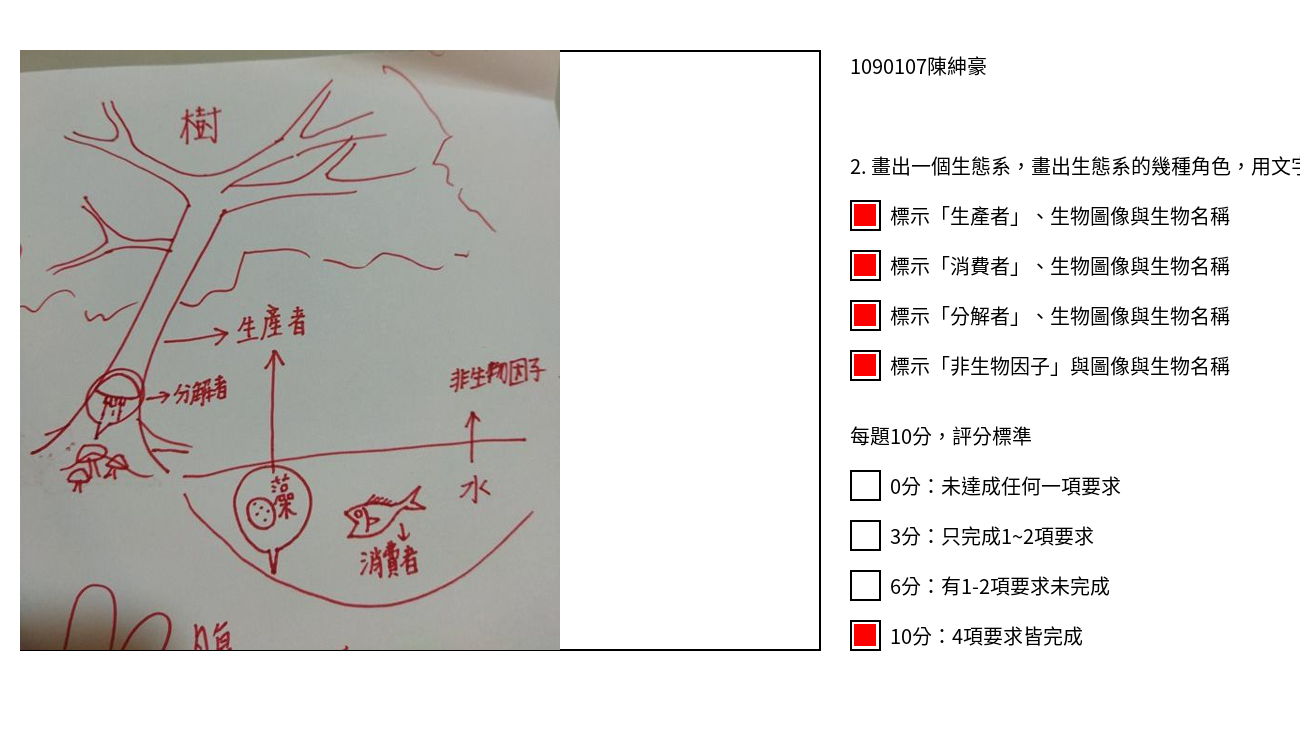 樹
生產者
分解者
非生物因子
水
藻
消費者
1090107陳紳豪
2. 畫出一個生態系，畫出生態系的幾種角色，用文字
標示「生產者」、生物圖像與生物名稱
標示「消費者」、生物圖像與生物名稱
標示「分解者」、生物圖像與生物名稱
標示「非生物因子」與圖像與生物名稱
每題10分，評分標準
0分：未達成任何一項要求
3分：只完成1~2項要求
6分：有1-2項要求未完成
10分：4項要求皆完成